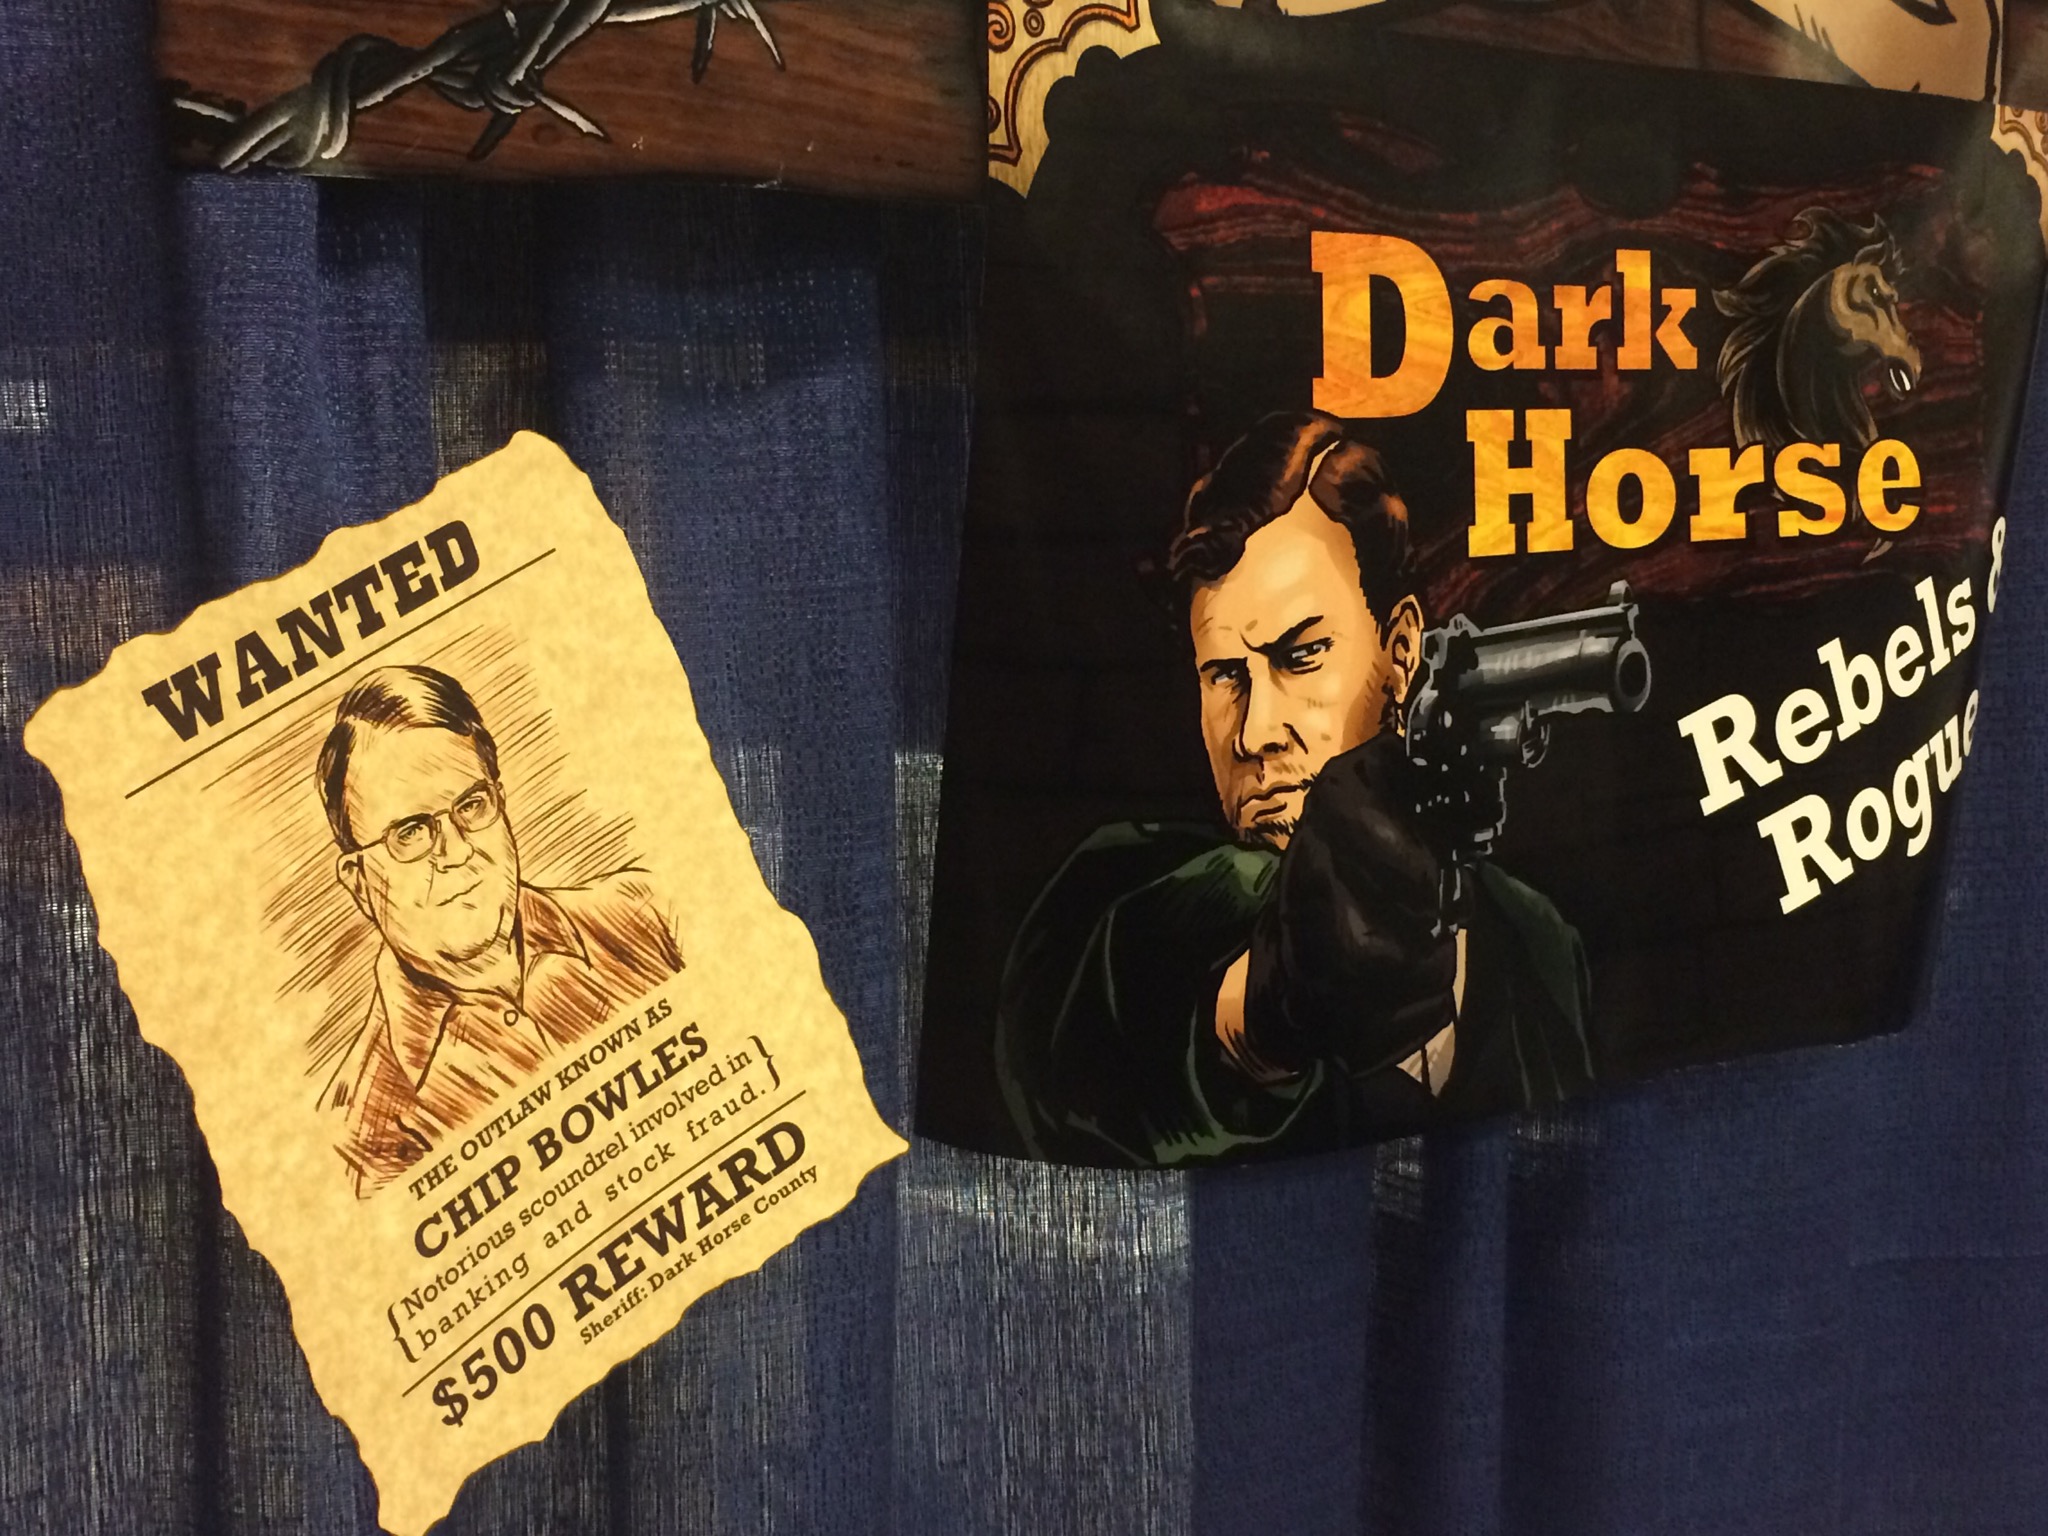 WANTED
THE OUTLAW KNOWN AS
CHIP BOWLES
{Notorious scoundrel involved in}
{banking and stock fraud.}
$500 REWARD
Sheriff: Dark Horse County
Dark
Horse
Rebels &
Rogue